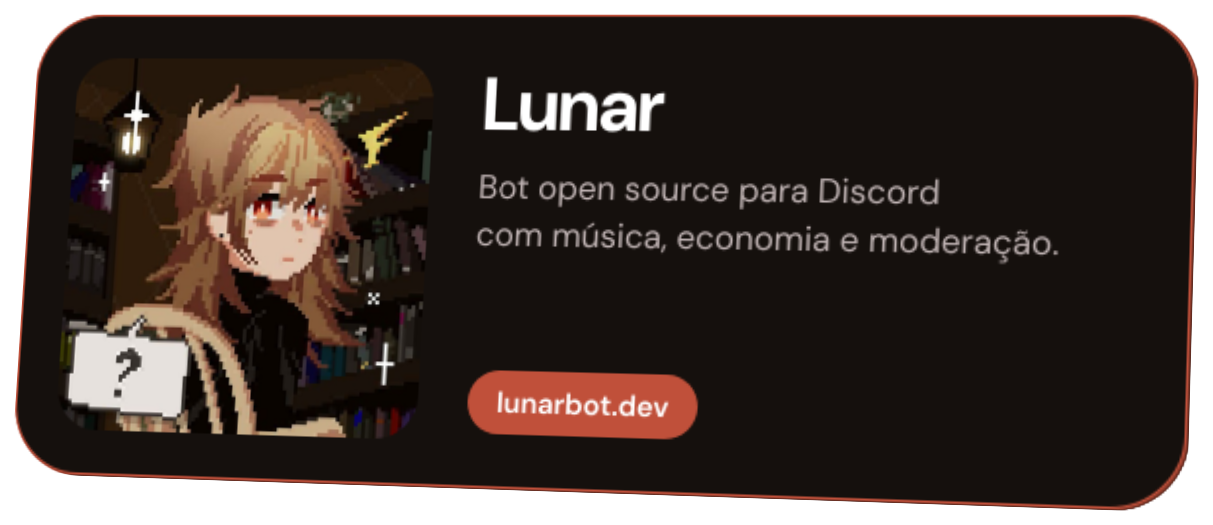 Lunar
Bot open source para Discord
com música, economia e moderação.
?
lunarbot.dev